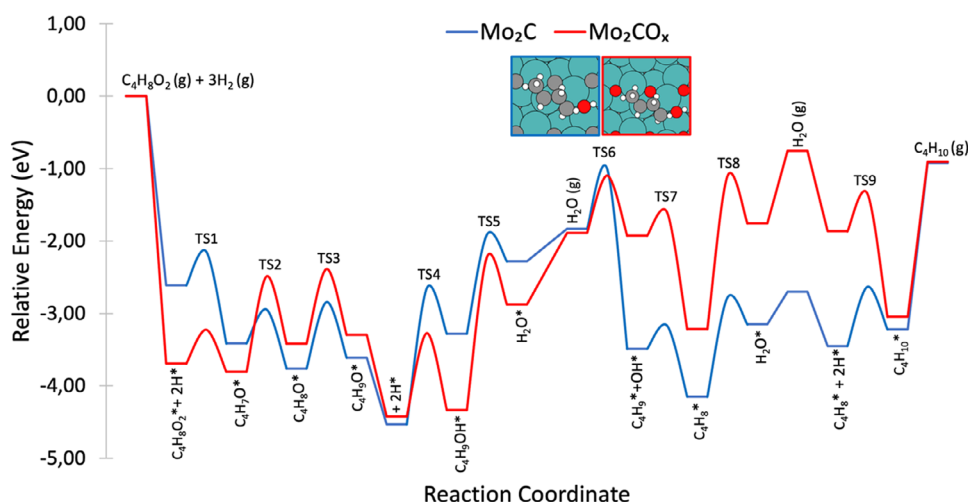 Mo₂C
Mo₂COₓ
1,00
0,00
-1,00
-2,00
-3,00
-4,00
-5,00
Relative Energy (eV)
C₄H₈O₂ (g) + 3H₂ (g)
C₄H₈O₂*+ 2H*
TS1
C₄H₇O*
TS2
C₄H₈O*
TS3
C₄H₉O*
+ 2H*
TS4
C₄H₉OH*
TS5
H₂O*
H₂O (g)
TS6
C₄H₉*+OH*
TS7
C₄H₈*
TS8
H₂O*
H₂O (g)
C₄H₈* + 2H*
TS9
C₄H₁₀*
C₄H₁₀ (g)
Reaction Coordinate